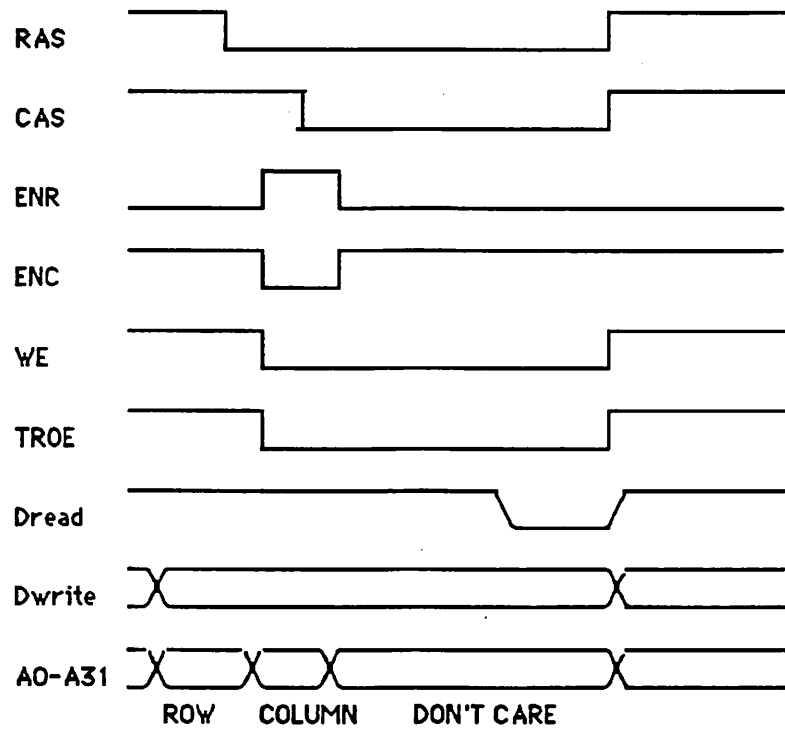 RAS
CAS
ENR
ENC
WE
TROE
Dread
Dwrite
A0-A31
ROW COLUMN DON'T CARE